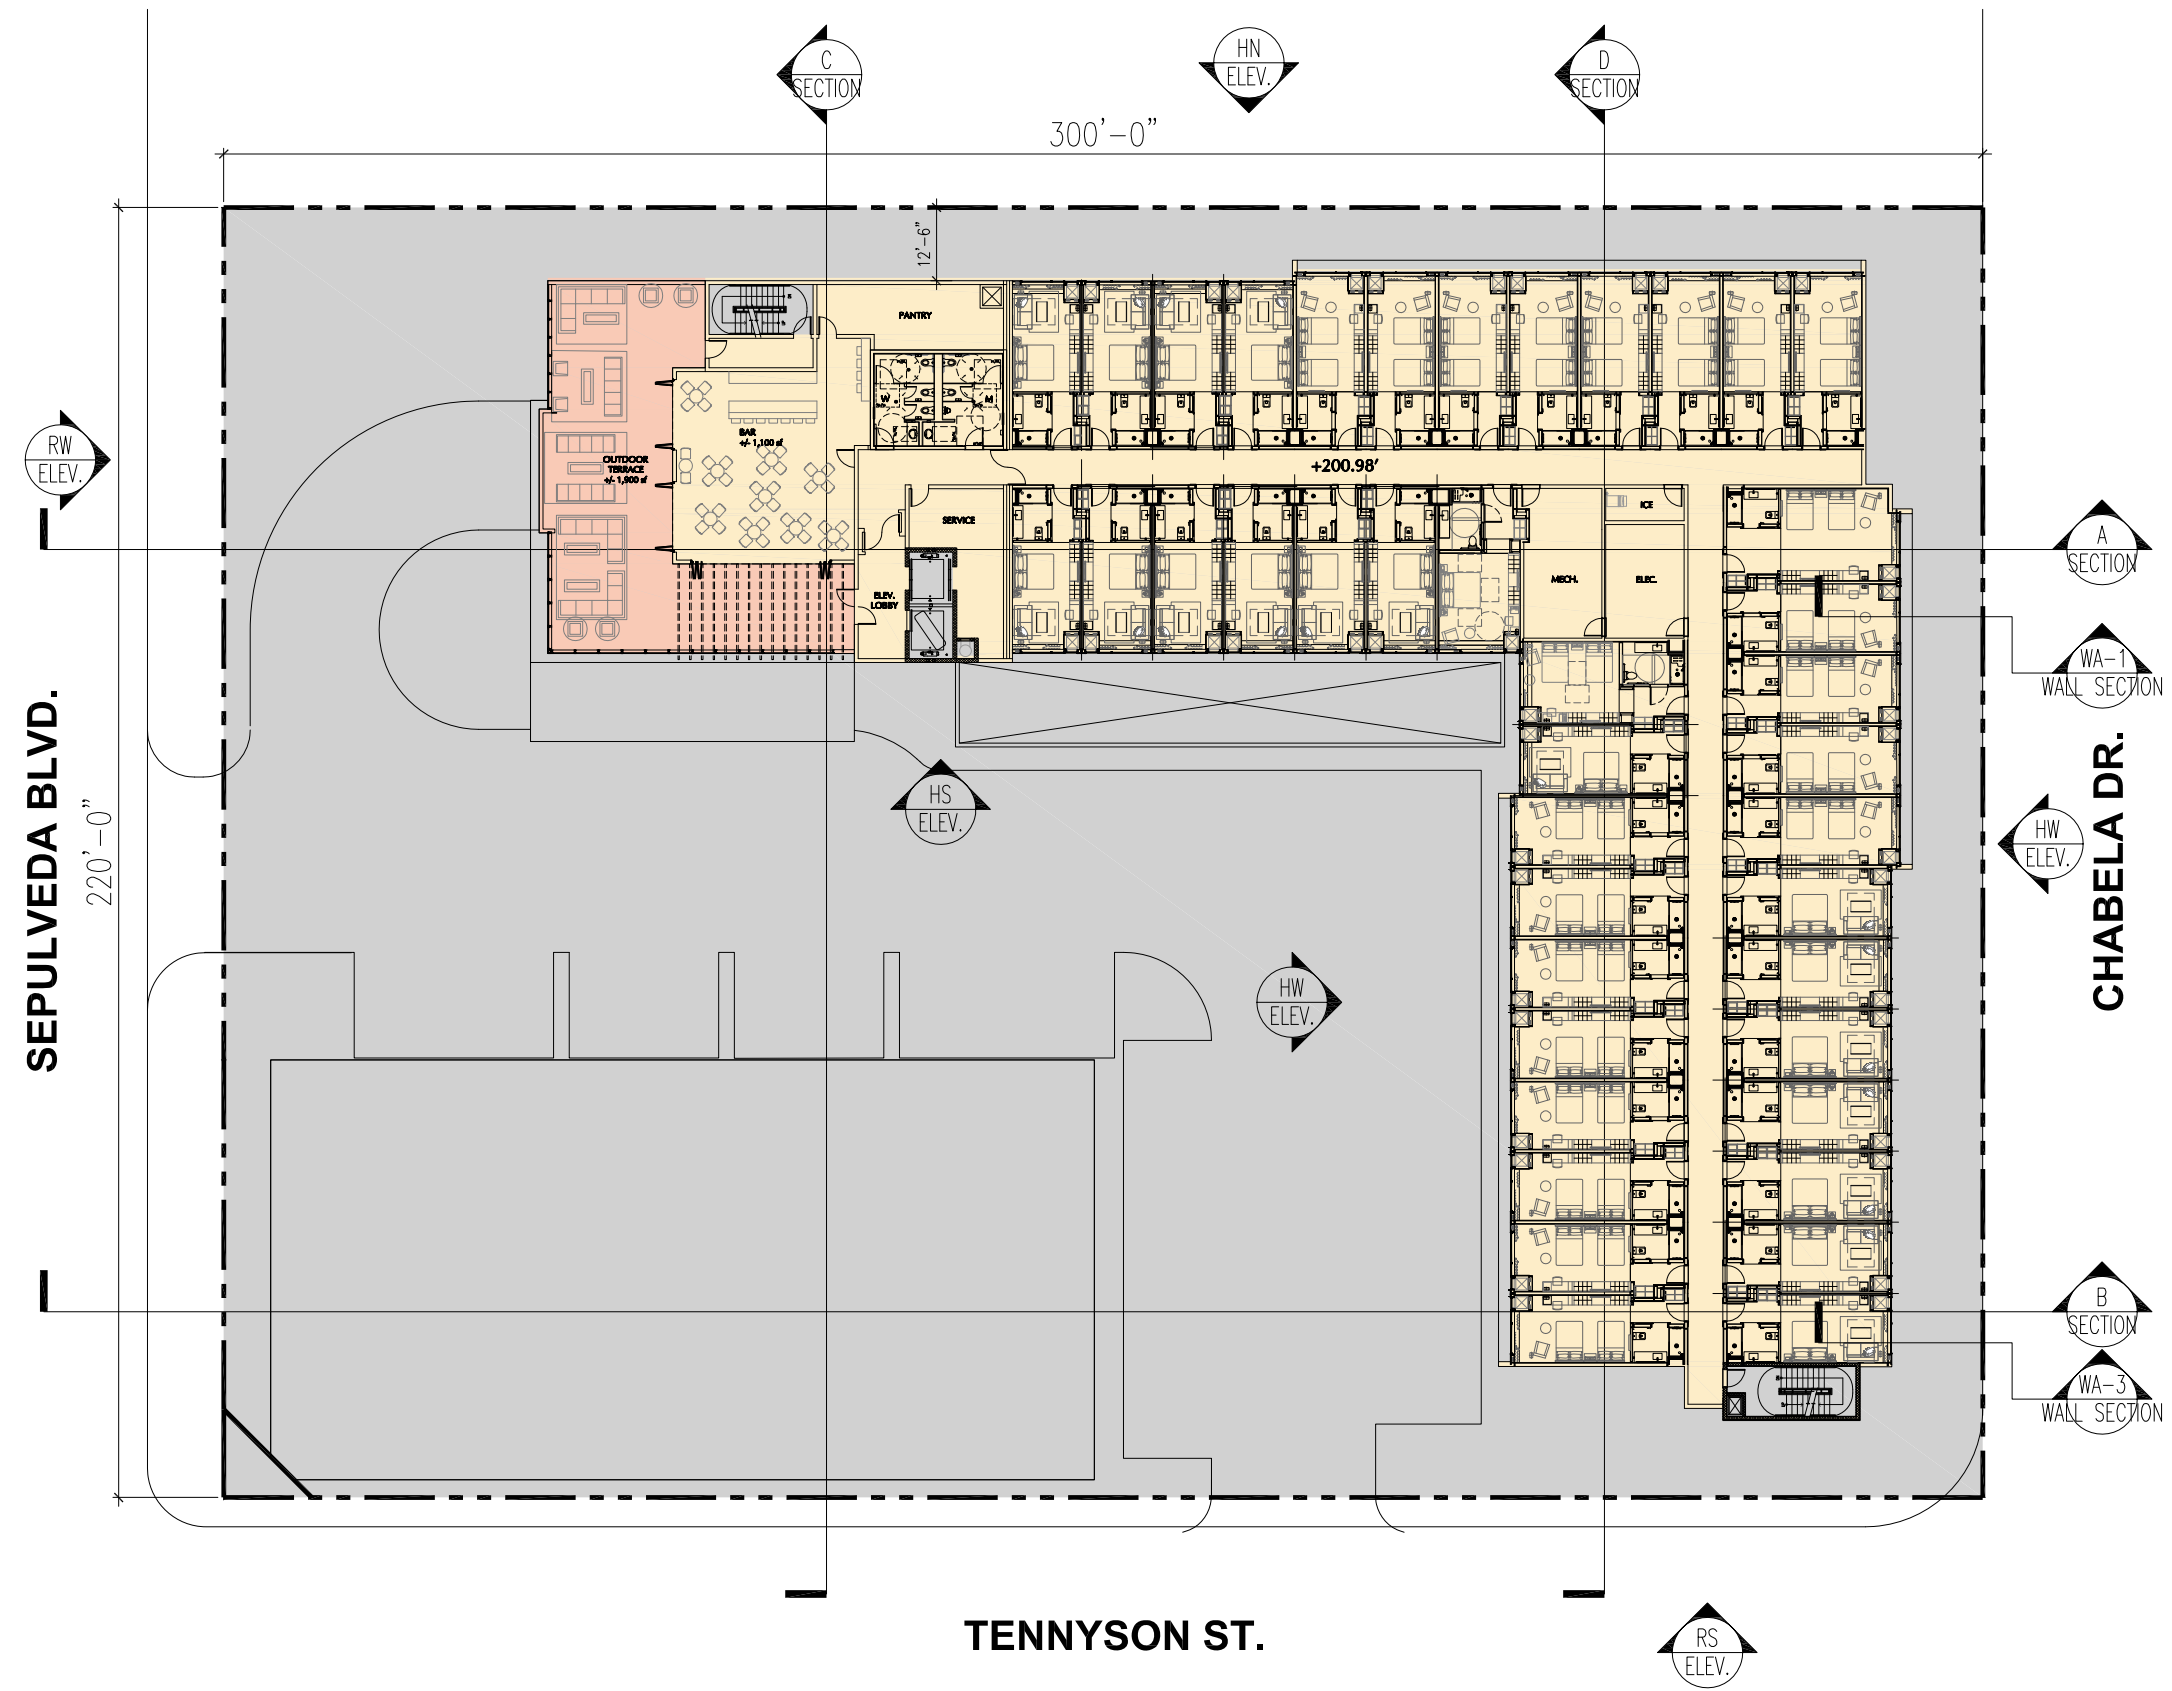 C
SECTION
HN
ELEV.
D
SECTION
300'-0"
12'-6"
PANTRY
W
M
BAR
+/- 1,100 sf
OUTDOOR
TERRACE
+/- 1,900 sf
+200.98'
RW
ELEV.
SERVICE
ICE
A
SECTION
MECH.
ELEC.
ELEV.
LOBBY
WA-1
WALL SECTION
SEPULVEDA BLVD.
220'-0"
HS
ELEV.
HW
ELEV.
CHABELA DR.
HW
ELEV.
B
SECTION
WA-3
WALL SECTION
TENNYSON ST.
RS
ELEV.